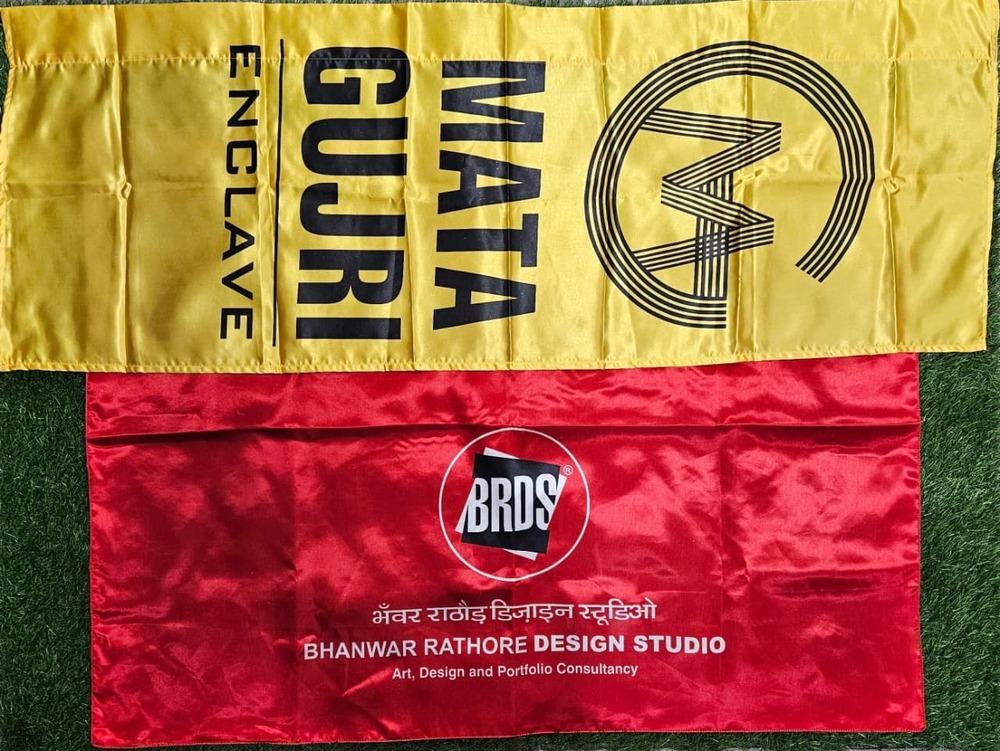 MATA
GUJRI
ENCLAVE
BRDS®
भँवर राठौड़ डिज़ाइन स्टूडिओ
BHANWAR RATHORE DESIGN STUDIO
Art, Design and Portfolio Consultancy